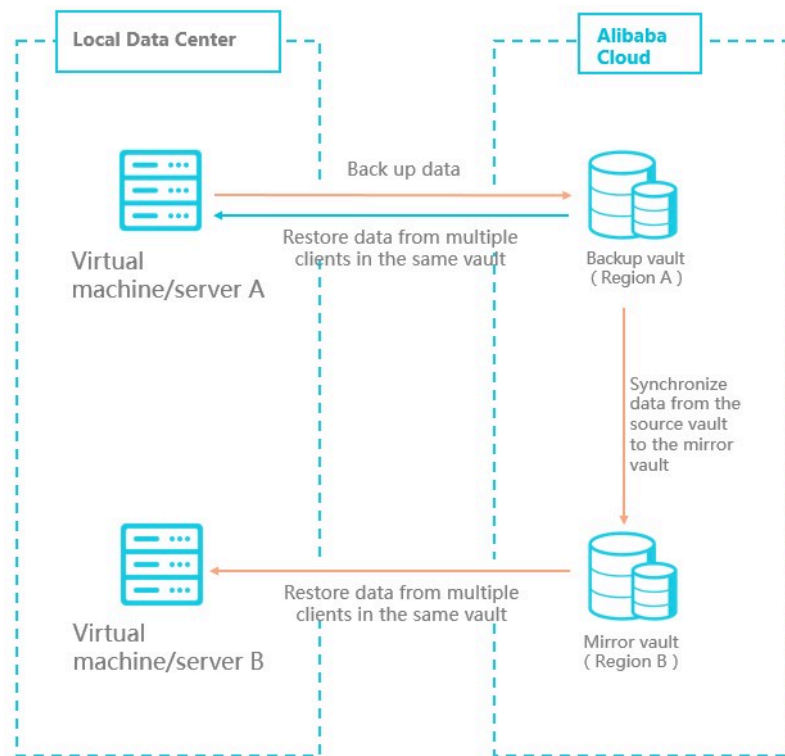 Local Data Center
Alibaba
Cloud
Back up data
Restore data from multiple
clients in the same vault
Virtual
machine/server A
Backup vault
( Region A )
Synchronize
data from the
source vault
to the mirror
vault
Restore data from multiple
clients in the same vault
Virtual
machine/server B
Mirror vault
( Region B )